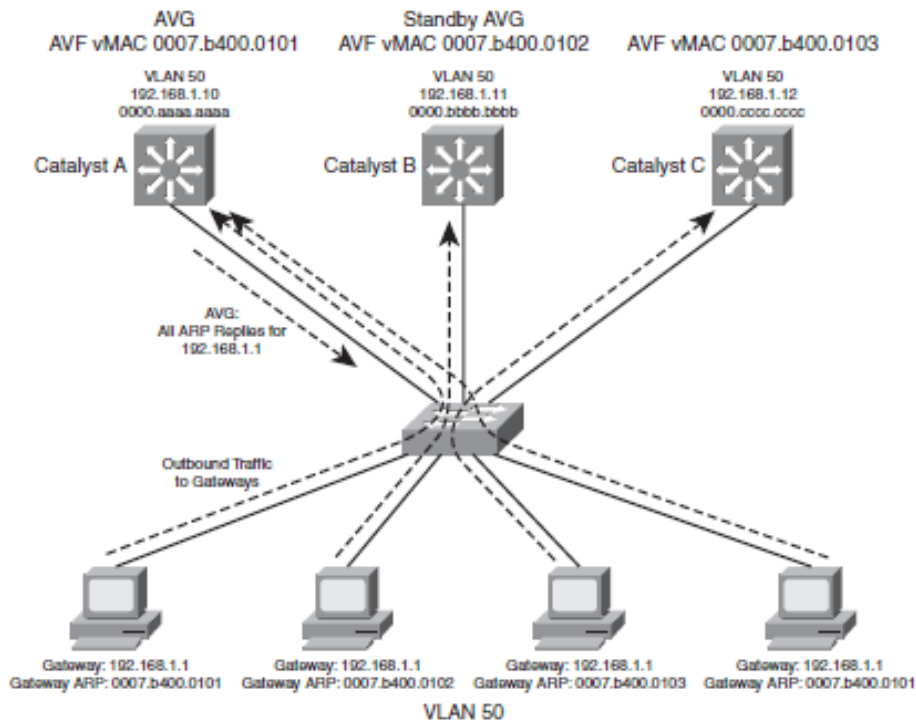 AVG
AVF vMAC 0007.b400.0101
Standby AVG
AVF vMAC 0007.b400.0102
AVF vMAC 0007.b400.0103
VLAN 50
192.168.1.10
0000.aaaa.aaaa
VLAN 50
192.168.1.11
0000.bbbb.bbbb
VLAN 50
192.168.1.12
0000.cccc.cccc
Catalyst A
Catalyst B
Catalyst C
AVG:
All ARP Replies for
192.168.1.1
Outbound Traffic
to Gateways
Gateway: 192.168.1.1
Gateway ARP: 0007.b400.0101
Gateway: 192.168.1.1
Gateway ARP: 0007.b400.0102
Gateway: 192.168.1.1
Gateway ARP: 0007.b400.0103
Gateway: 192.168.1.1
Gateway ARP: 0007.b400.0101
VLAN 50